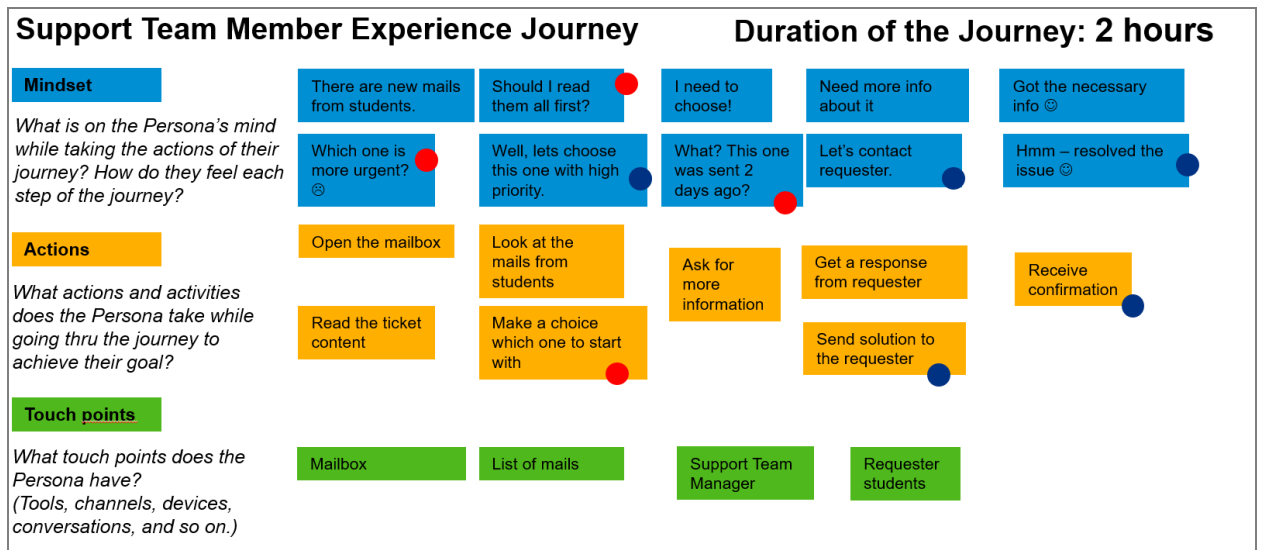 Support Team Member Experience Journey
Duration of the Journey: 2 hours
Mindset
What is on the Persona's mind
while taking the actions of their
journey? How do they feel each
step of the journey?
There are new mails
from students.
Should I read
them all first?
I need to
choose!
Need more info
about it
Got the necessary
info ☺
Which one is
more urgent?
☹
Well, lets choose
this one with high
priority.
What? This one
was sent 2
days ago?
Let's contact
requester.
Hmm – resolved the
issue ☺
Actions
What actions and activities
does the Persona take while
going thru the journey to
achieve their goal?
Open the mailbox
Look at the
mails from
students
Ask for
more
information
Get a response
from requester
Receive
confirmation
Read the ticket
content
Make a choice
which one to start
with
Send solution to
the requester
Touch points
What touch points does the
Persona have?
(Tools, channels, devices,
conversations, and so on.)
Mailbox
List of mails
Support Team
Manager
Requester
students